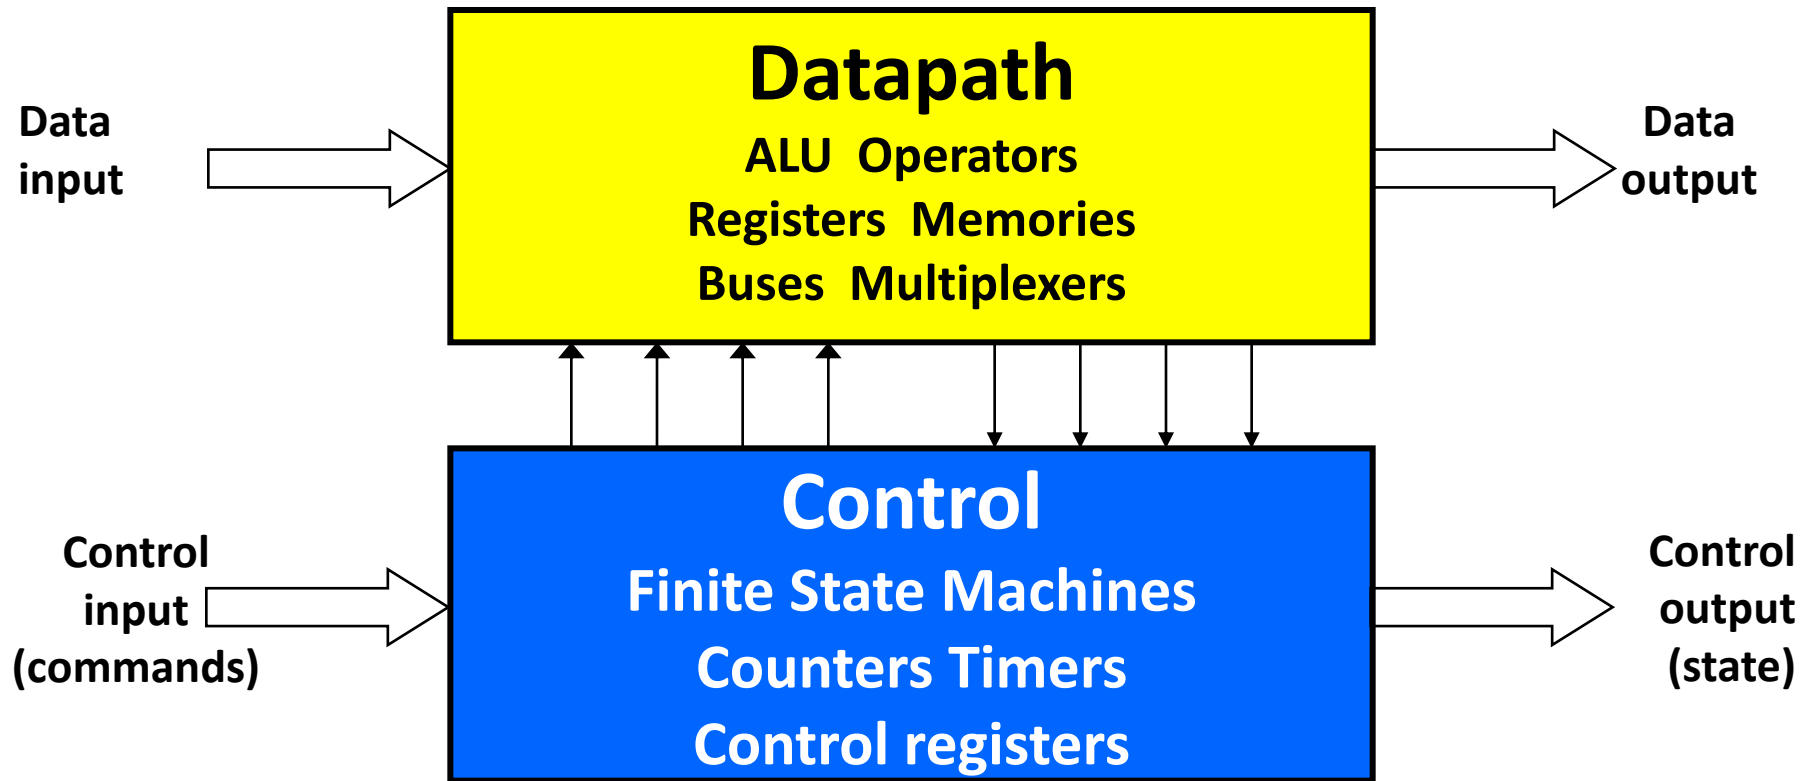 Datapath
ALU Operators
Registers Memories
Buses Multiplexers
Data
input
Data
output
Control
Finite State Machines
Counters Timers
Control registers
Control
input
(commands)
Control
output
(state)